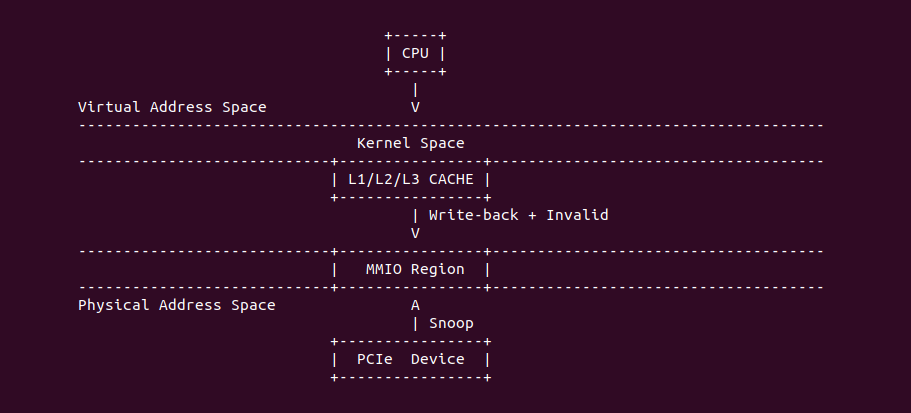 +-----+
| CPU |
+-----+
|
Virtual Address Space V
-----------------------------------------------------------------------------------
Kernel Space
----------------------------+----------------+-------------------------------------
| L1/L2/L3 CACHE |
+----------------+
| Write-back + Invalid
V
----------------------------+----------------+-------------------------------------
| MMIO Region |
----------------------------+----------------+-------------------------------------
Physical Address Space A
| Snoop
+----------------+
| PCIe Device |
+----------------+